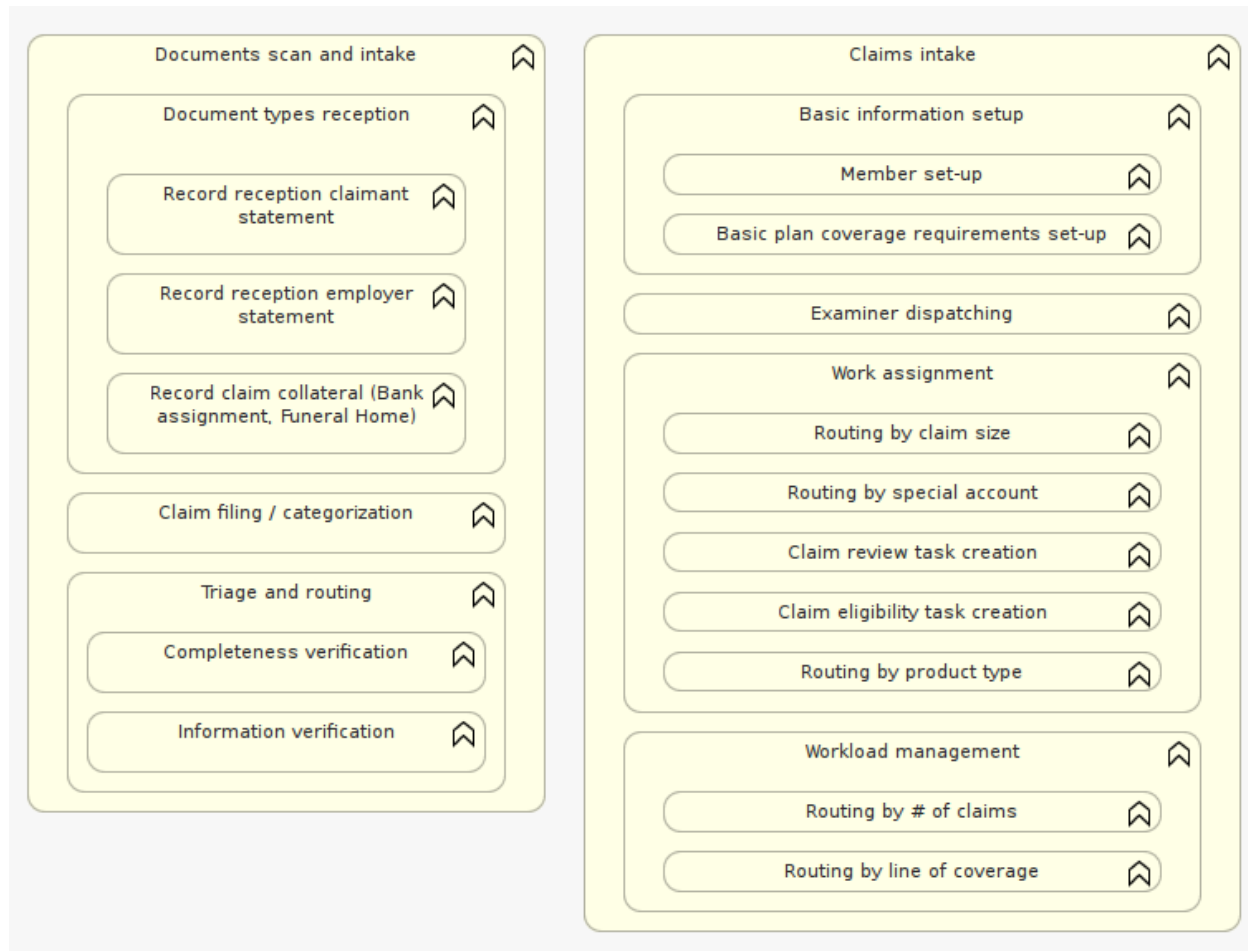 Documents scan and intake
Document types reception
Record reception claimant
statement
Record reception employer
statement
Record claim collateral (Bank
assignment, Funeral Home)
Claim filing / categorization
Triage and routing
Completeness verification
Information verification
Claims intake
Basic information setup
Member set-up
Basic plan coverage requirements set-up
Examiner dispatching
Work assignment
Routing by claim size
Routing by special account
Claim review task creation
Claim eligibility task creation
Routing by product type
Workload management
Routing by # of claims
Routing by line of coverage